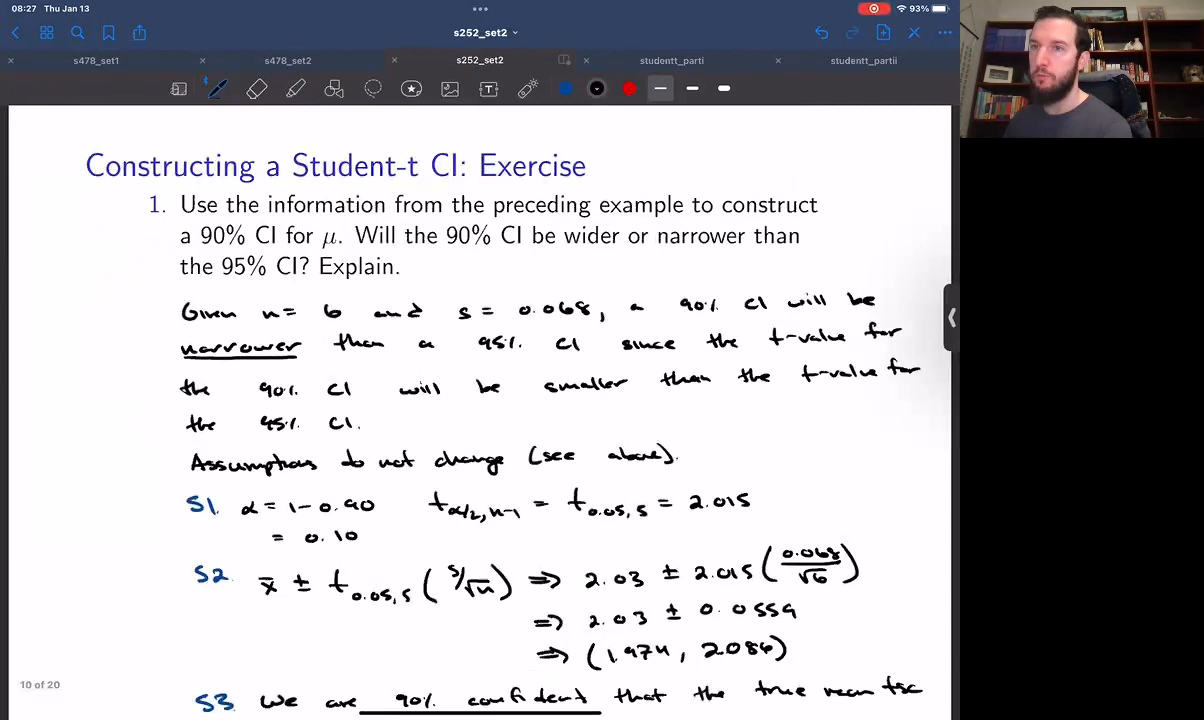 08:27 Thu Jan 13
93%
s252_set2
s478_set1
s478_set2
s252_set2
studentt_parti
studentt_partii
Constructing a Student-t CI: Exercise
1. Use the information from the preceding example to construct
a 90% CI for μ. Will the 90% CI be wider or narrower than
the 95% CI? Explain.
Given n = 6 and s = 0.068, a 90% CI will be
narrower than a 95% CI since the t-value for
the 90% CI will be smaller than the t-value for
the 95% CI.
Assumptions do not change (see above).
S1. α = 1 - 0.90 t α/2, n-1 = t 0.05, 5 = 2.015
= 0.10
S2. x̄ ± t 0.05, 5 (s/√n) ⇒ 2.03 ± 2.015 (0.068/√6)
⇒ 2.03 ± 0.0559
⇒ (1.974, 2.086)
10 of 20
S3. We are 90% confident that the true mean